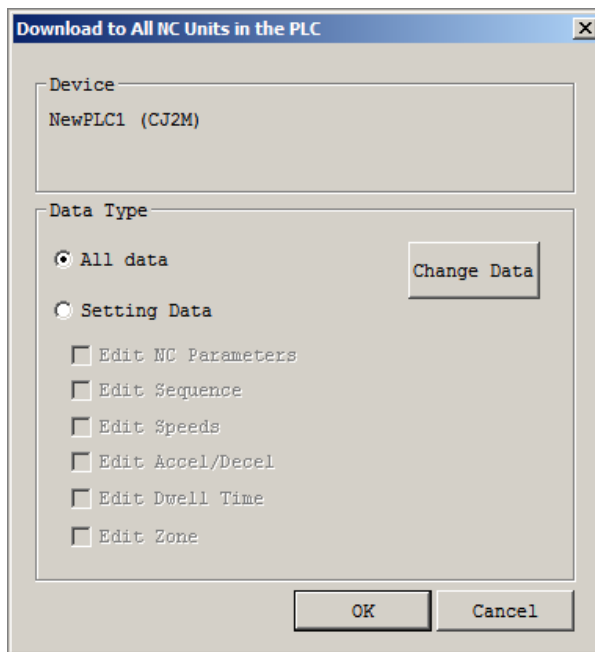 Download to All NC Units in the PLC
Device
NewPLC1 (CJ2M)
Data Type
All data
Change Data
Setting Data
Edit NC Parameters
Edit Sequence
Edit Speeds
Edit Accel/Decel
Edit Dwell Time
Edit Zone
OK
Cancel